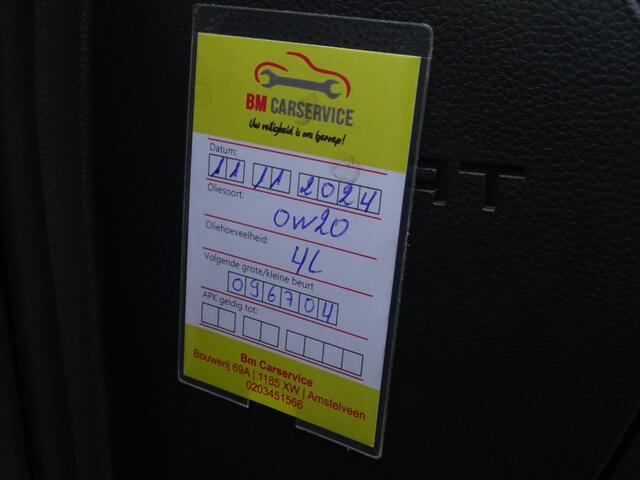 BM CARSERVICE
Uw veiligheid is ons beroep!
Datum:
11 11 2024
Oliesoort:
0W20
Oliehoeveelheid:
4L
Volgende grote/kleine beurt
096704
APK geldig tot:
Bm Carservice
Bouwerij 69A | 1185 XW | Amstelveen
0203451566